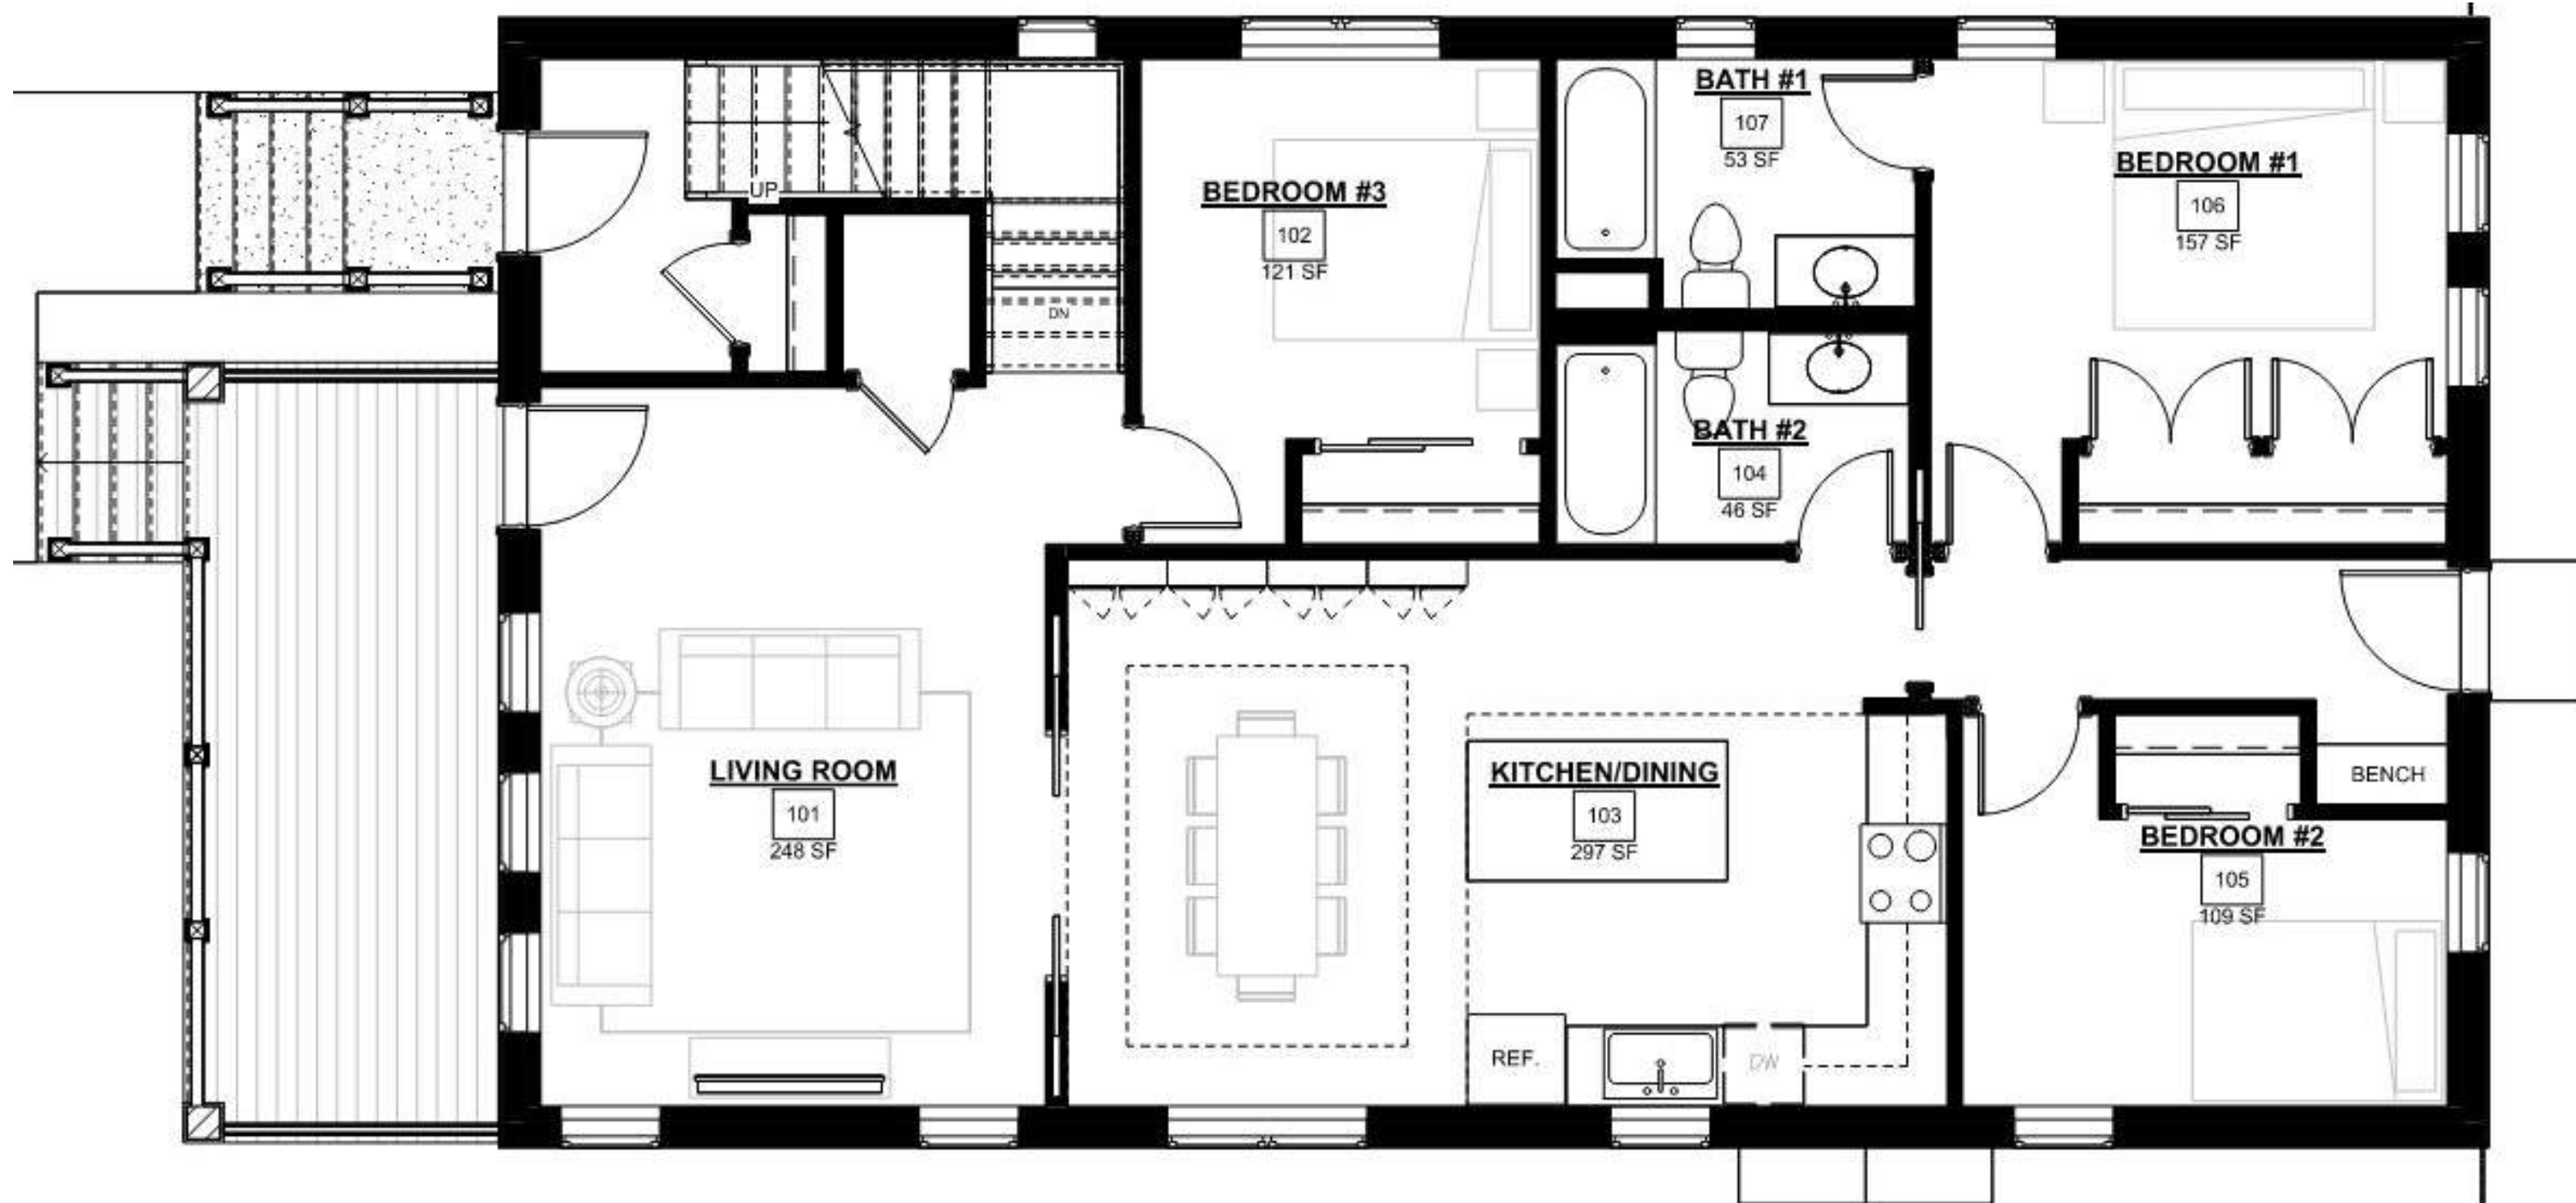 BATH #1
107
53 SF
BEDROOM #1
106
157 SF
UP
BEDROOM #3
102
121 SF
DN
BATH #2
104
46 SF
LIVING ROOM
101
248 SF
KITCHEN/DINING
103
297 SF
BENCH
BEDROOM #2
105
109 SF
REF.
DW